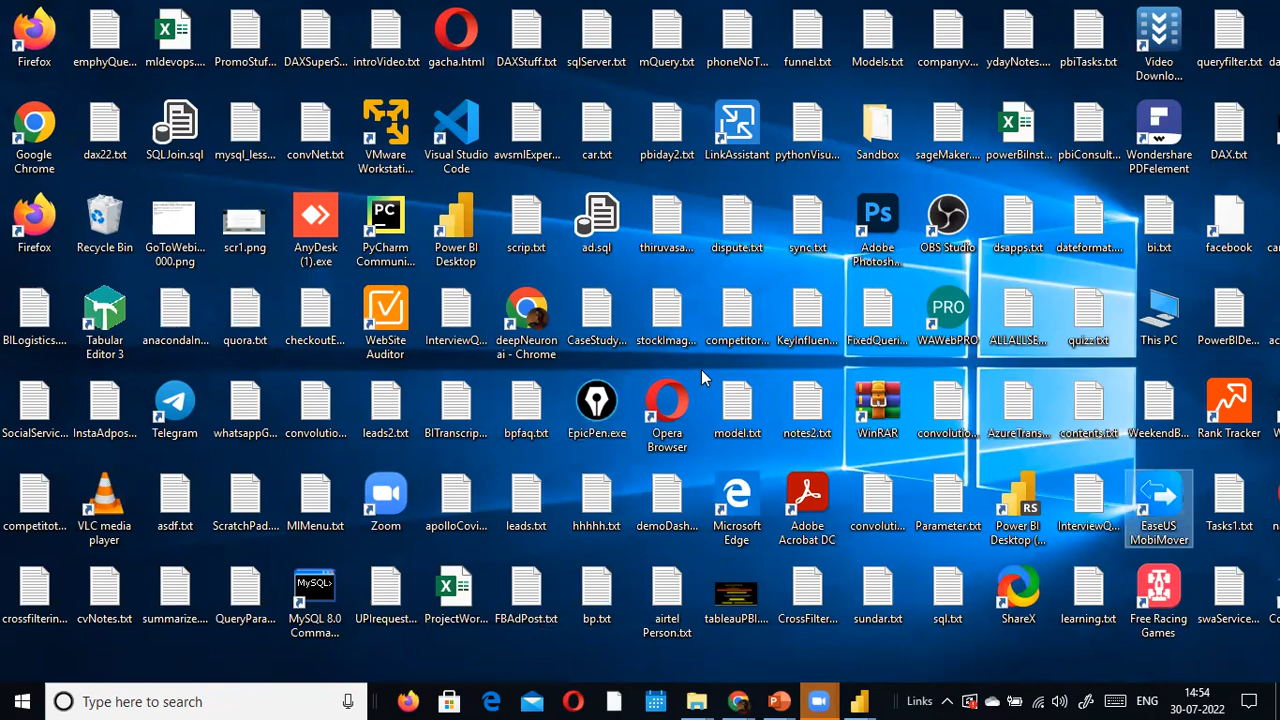 Firefox
emphyQue...
mldevops....
PromoStuf...
DAXSuperS...
introVideo.txt
gacha.html
DAXStuff.txt
sqlServer.txt
mQuery.txt
phoneNoT...
funnel.txt
Models.txt
companyv...
ydayNotes....
pbiTasks.txt
Video
Downlo...
queryfilter.txt
Google
Chrome
dax22.txt
SQLJoin.sql
mysql_less...
convNet.txt
VMware
Workstati...
Visual Studio
Code
awsmlExper...
car.txt
pbiday2.txt
LinkAssistant
pythonVisu...
Sandbox
sageMaker....
powerBiInst...
pbiConsult...
Wondershare
PDFelement
DAX.txt
Firefox
Recycle Bin
GoToWebi...
000.png
scr1.png
AnyDesk
(1).exe
PC
PyCharm
Communi...
Power BI
Desktop
scrip.txt
ad.sql
thiruvasa...
dispute.txt
sync.txt
Ps
Adobe
Photosh...
OBS Studio
dsapps.txt
dateformat....
bi.txt
facebook
BILogistics...
Tabular
Editor 3
anacondaIn...
quora.txt
checkoutE...
WebSite
Auditor
InterviewQ...
deepNeuron
ai - Chrome
CaseStudy...
stockImag...
competitor...
KeyInfluen...
FixedQueri...
PRO
WAWebPRO
ALLALLSE...
quizz.txt
This PC
PowerBIDe...
SocialServic...
InstaAdpos...
Telegram
whatsappG...
convolutio...
leads2.txt
BITranscrip...
bpfaq.txt
EpicPen.exe
Opera
Browser
model.txt
notes2.txt
WinRAR
convolutio...
AzureTrans...
contents.txt
WeekendB...
Rank Tracker
competitot...
VLC media
player
asdf.txt
ScratchPad...
MIMenu.txt
Zoom
apolloCovi...
leads.txt
hhhhh.txt
demoDash...
Microsoft
Edge
Adobe
Acrobat DC
convoluti...
Parameter.txt
RS
Power BI
Desktop (...
InterviewQ...
EaseUS
MobiMover
Tasks1.txt
crossfilterin...
cvNotes.txt
summarize....
QueryPara...
MySQL>
MySQL 8.0
Comma...
UPIrequest...
ProjectWor...
FBAdPost.txt
bp.txt
airtel
Person.txt
tableauPBI....
CrossFilter...
sundar.txt
sql.txt
ShareX
learning.txt
Free Racing
Games
swaService...
Type here to search
Links
ENG
14:54
30-07-2022